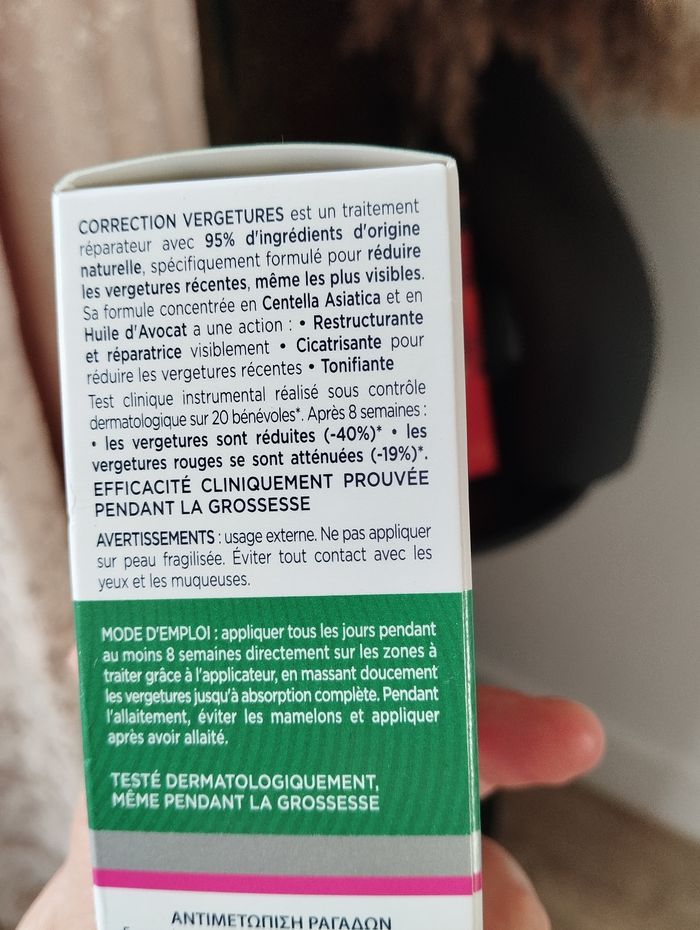 CORRECTION VERGETURES est un traitement
réparateur avec 95% d'ingrédients d'origine
naturelle, spécifiquement formulé pour réduire
les vergetures récentes, même les plus visibles.
Sa formule concentrée en Centella Asiatica et en
Huile d'Avocat a une action : • Restructurante
et réparatrice visiblement • Cicatrisante pour
réduire les vergetures récentes • Tonifiante
Test clinique instrumental réalisé sous contrôle
dermatologique sur 20 bénévoles*. Après 8 semaines :
• les vergetures sont réduites (-40%)* • les
vergetures rouges se sont atténuées (-19%)*.
EFFICACITÉ CLINIQUEMENT PROUVÉE
PENDANT LA GROSSESSE
AVERTISSEMENTS : usage externe. Ne pas appliquer
sur peau fragilisée. Éviter tout contact avec les
yeux et les muqueuses.
MODE D'EMPLOI : appliquer tous les jours pendant
au moins 8 semaines directement sur les zones à
traiter grâce à l'applicateur, en massant doucement
les vergetures jusqu'à absorption complète. Pendant
l'allaitement, éviter les mamelons et appliquer
après avoir allaité.
TESTÉ DERMATOLOGIQUEMENT,
MÊME PENDANT LA GROSSESSE
ΑΝΤΙΜΕΤΩΠΙΣΗ ΡΑΓΑΔΩΝ